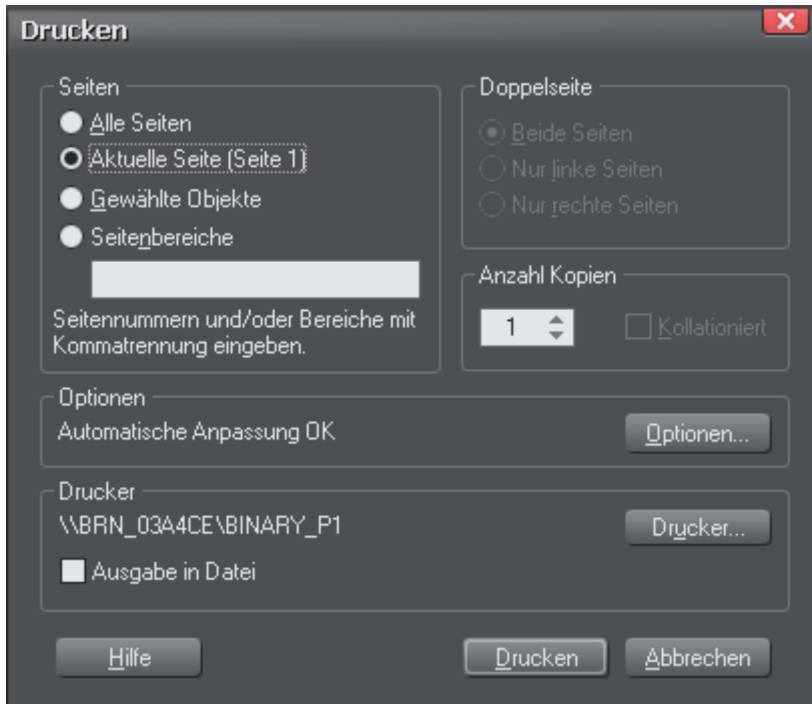 Drucken
Seiten
Alle Seiten
Aktuelle Seite (Seite 1)
Gewählte Objekte
Seitenbereiche
Seitennummern und/oder Bereiche mit
Kommatrennung eingeben.
Doppelseite
Beide Seiten
Nur linke Seiten
Nur rechte Seiten
Anzahl Kopien
1
Kollationiert
Optionen
Automatische Anpassung OK
Optionen...
Drucker
\\BRN_03A4CE\BINARY_P1
Drucker...
Ausgabe in Datei
Hilfe
Drucken
Abbrechen